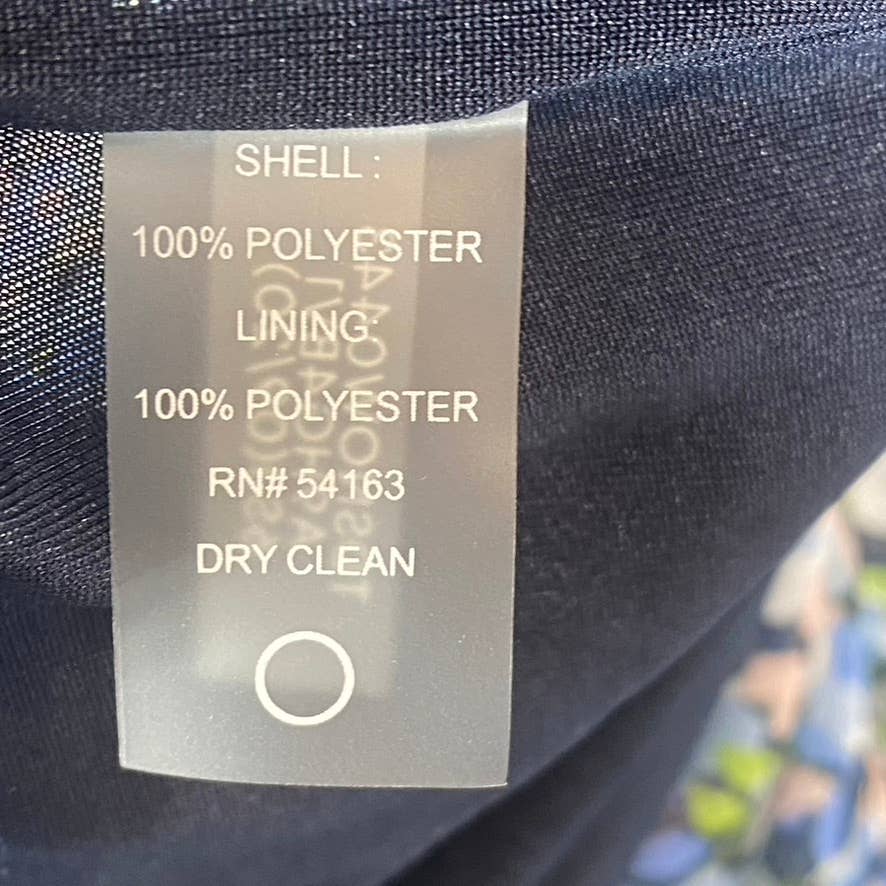 SHELL :
100% POLYESTER
LINING:
100% POLYESTER
RN# 54163
DRY CLEAN